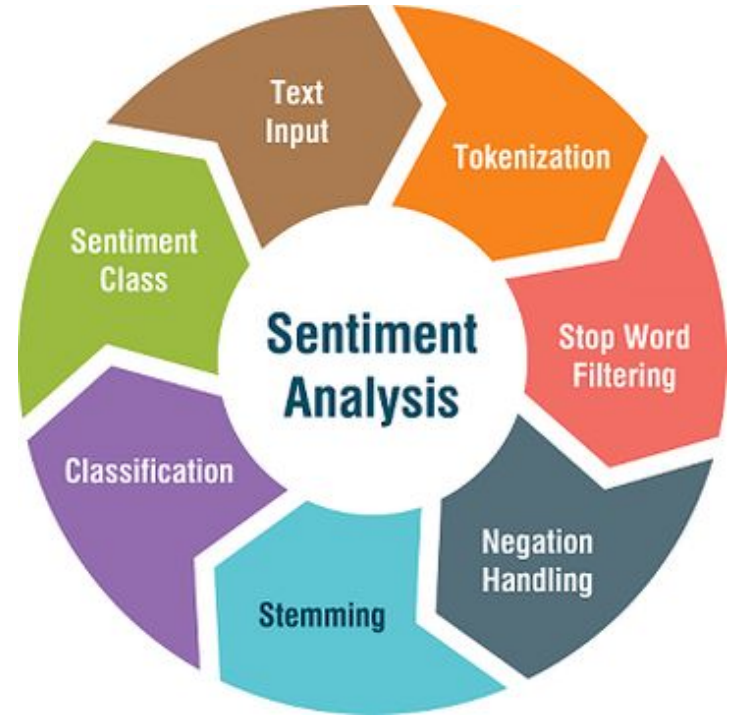 Text
Input
Tokenization
Stop Word
Filtering
Negation
Handling
Stemming
Classification
Sentiment
Class
Sentiment
Analysis